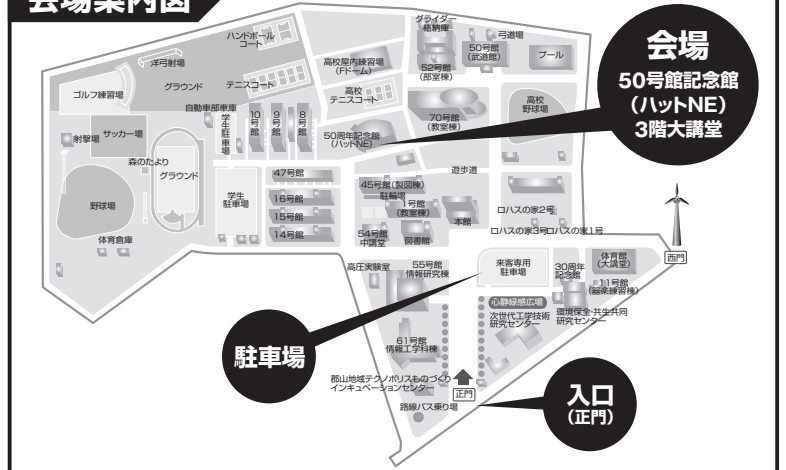 会場案内図
ハンドボール
コート
洋弓射場
グラウンド
テニスコート
ゴルフ練習場
自動車部車庫
射撃場
サッカー場
学生駐車場
10号館
9号館
8号館
森のたより
グラウンド
野球場
体育倉庫
学生
駐車場
47号館
16号館
15号館
14号館
グライダー
格納庫
弓道場
50号館
(武道館)
プール
52号館
(部室棟)
高校屋内練習場
(Fドーム)
高校
テニスコート
70号館
(教室棟)
高校
野球場
50周年記念館
(ハットNE)
遊歩道
45号館(製図棟)
駐輪場
1号館
(教室棟)
本館
54号館
中講堂
図書館
ロハスの家2号
ロハスの家3号
ロハスの家1号
西門
高圧実験室
55号館
情報研究棟
来客専用
駐車場
30周年
記念館
体育館
(大講堂)
11号館
(器楽練習棟)
心静緑感広場
次世代工学技術
研究センター
環境保全・共生共同
研究センター
61号館
情報工学科棟
郡山地域テクノポリスものづくり
インキュベーションセンター
正門
路線バス乗り場
会場
50号館記念館
(ハットNE)
3階大講堂
駐車場
入口
(正門)